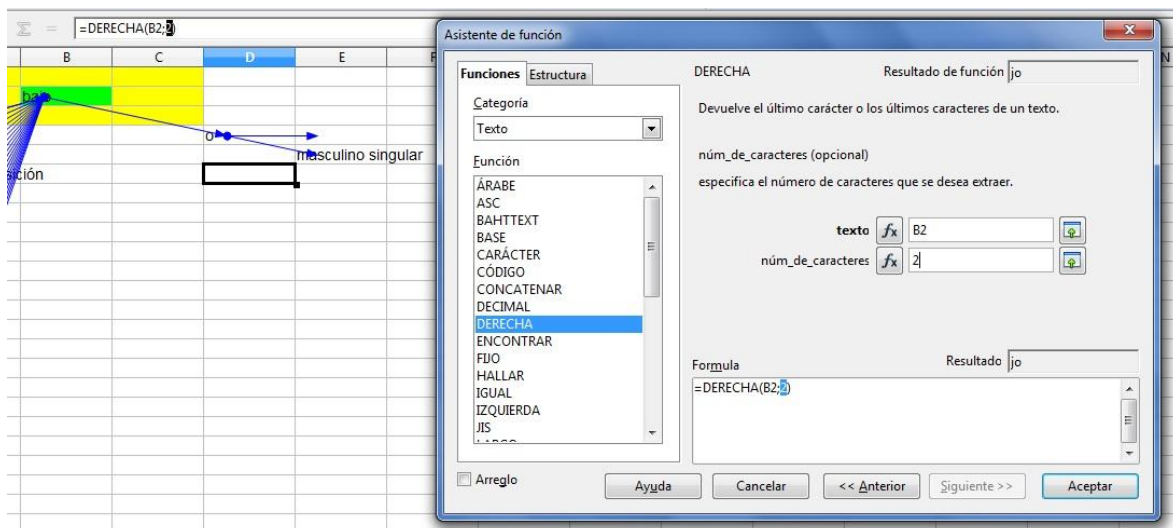 Σ = =DERECHA(B2;2)
B C D E F N
bajo
o
masculino singular
sición
Asistente de función
Funciones Estructura
Categoría
Texto
Función
ÁRABE
ASC
BAHTTEXT
BASE
CARÁCTER
CÓDIGO
CONCATENAR
DECIMAL
DERECHA
ENCONTRAR
FIJO
HALLAR
IGUAL
IZQUIERDA
JIS
LARGO
Arreglo
DERECHA Resultado de función jo
Devuelve el último carácter o los últimos caracteres de un texto.
núm_de_caracteres (opcional)
especifica el número de caracteres que se desea extraer.
texto fx B2
núm_de_caracteres fx 2
Formula Resultado jo
=DERECHA(B2;2)
Ayuda Cancelar << Anterior Siguiente >> Aceptar